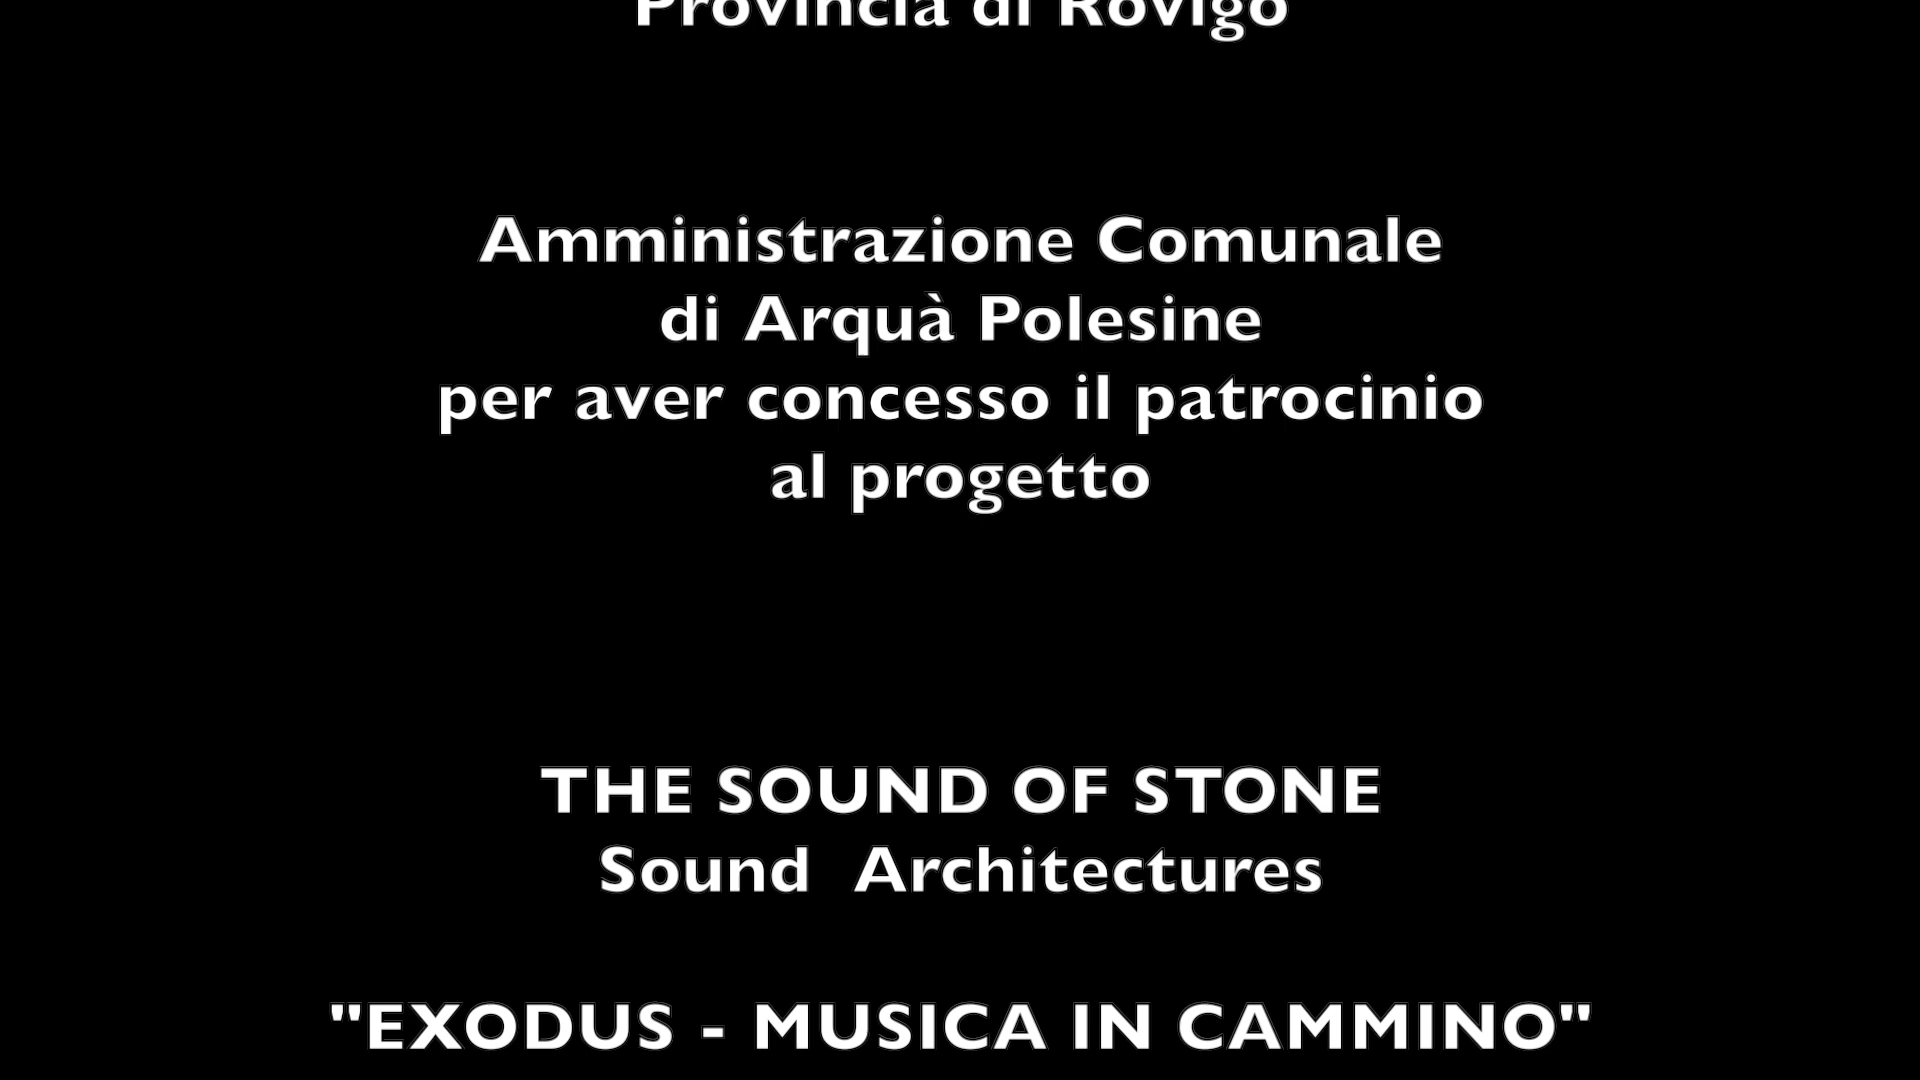 Provincia di Rovigo
Amministrazione Comunale
di Arquà Polesine
per aver concesso il patrocinio
al progetto
THE SOUND OF STONE
Sound  Architectures
"EXODUS - MUSICA IN CAMMINO"